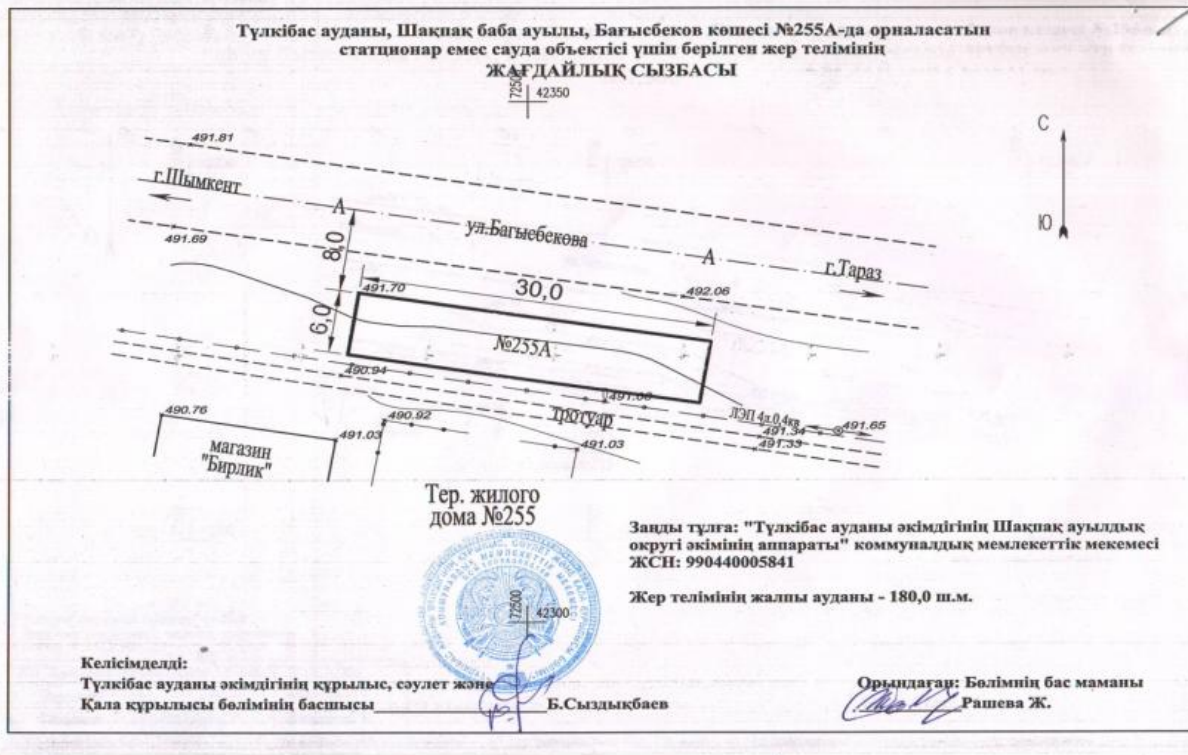 Түлкібас ауданы, Шақпақ баба ауылы, Бағысбеков көшесі №255А-да орналасатын
статционар емес сауда объектісі үшін берілген жер телімінің
ЖАҒДАЙЛЫҚ СЫЗБАСЫ
72500
42350
С
Ю
491.81
г.Шымкент
А
ул.Багыебекова
А
г.Тараз
491.69
8,0
491.70
30,0
492.06
6,0
№255А
490.94
тротуар
ЛЭП 4л.0,4кв
491.34
491.65
491.33
490.76
490.92
491.03
491.03
магазин
"Бирлик"
Тер. жилого
дома №255
Заңды тұлға: "Түлкібас ауданы әкімдігінің Шақпақ ауылдық
округі әкімінің аппараты" коммуналдық мемлекеттік мекемесі
ЖСН: 990440005841
Жер телімінің жалпы ауданы - 180,0 ш.м.
72500
42300
Келісімделді:
Түлкібас ауданы әкімдігінің құрылыс, сәулет және
Қала құрылысы бөлімінің басшысы Б.Сыздықбаев
Орындаған: Бөлімнің бас маманы
Рашева Ж.